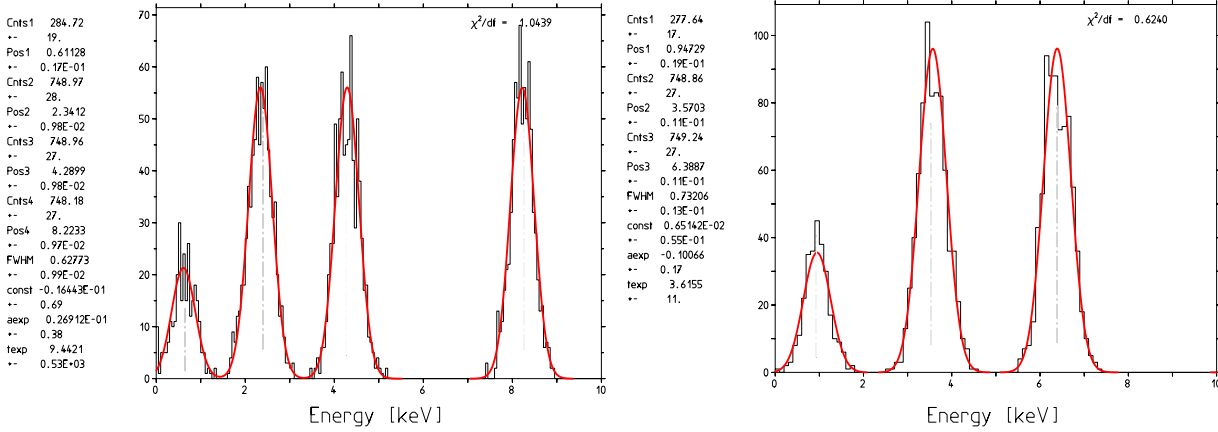 Cnts1 284.72
+- 19.
Pos1 0.61128
+- 0.17E-01
Cnts2 748.97
+- 28.
Pos2 2.3412
+- 0.98E-02
Cnts3 748.96
+- 27.
Pos3 4.2899
+- 0.98E-02
Cnts4 748.18
+- 27.
Pos4 8.2233
+- 0.97E-02
FWHM 0.62773
+- 0.99E-02
const -0.16443E-01
+- 0.69
aexp 0.26912E-01
+- 0.38
texp 9.4421
+- 0.53E+03
χ²/df = 1.0439
70
60
50
40
30
20
10
0
0 2 4 6 8 10
Energy [keV]
Cnts1 277.64
+- 17.
Pos1 0.94729
+- 0.19E-01
Cnts2 748.86
+- 27.
Pos2 3.5703
+- 0.11E-01
Cnts3 749.24
+- 27.
Pos3 6.3887
+- 0.11E-01
FWHM 0.73206
+- 0.13E-01
const 0.65142E-02
+- 0.55E-01
aexp -0.10066
+- 0.17
texp 3.6155
+- 11.
χ²/df = 0.6240
100
80
60
40
20
0
0 2 4 6 8 10
Energy [keV]